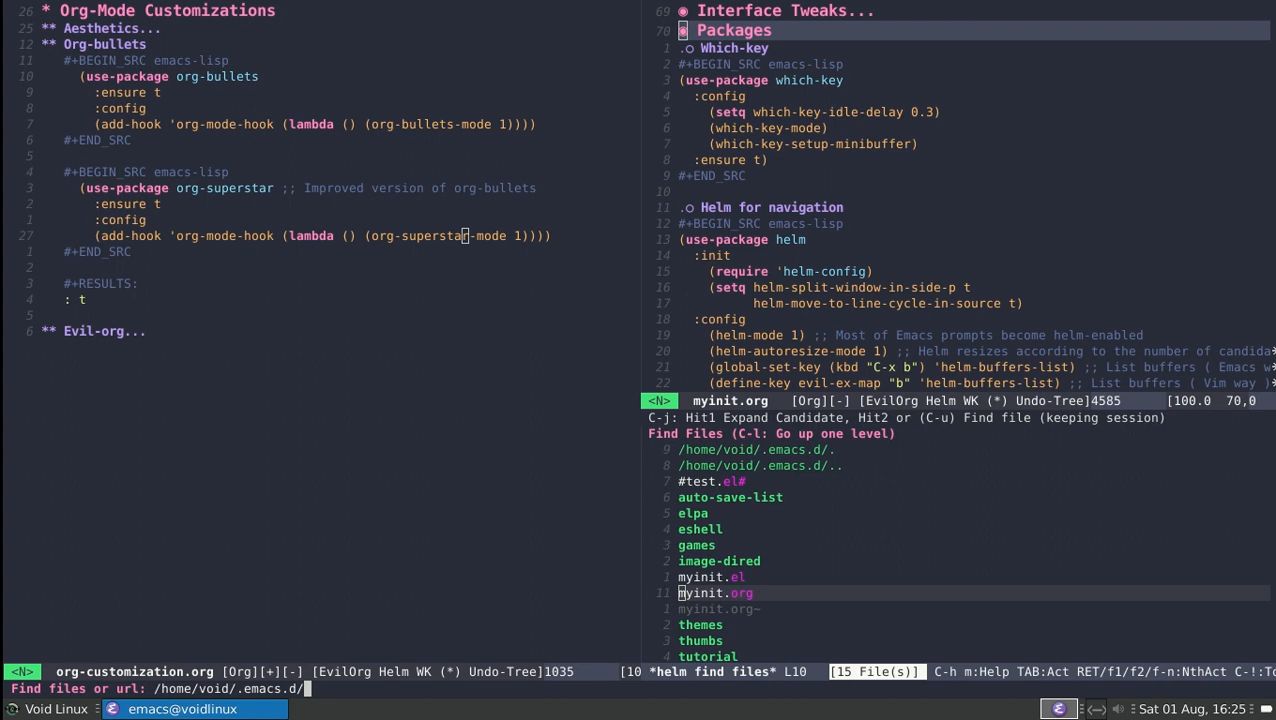 26 * Org-Mode Customizations
25 ** Aesthetics...
12 ** Org-bullets
11 #+BEGIN_SRC emacs-lisp
10 (use-package org-bullets
9 :ensure t
8 :config
7 (add-hook 'org-mode-hook (lambda () (org-bullets-mode 1))))
6 #+END_SRC
5
4 #+BEGIN_SRC emacs-lisp
3 (use-package org-superstar ;; Improved version of org-bullets
2 :ensure t
1 :config
27 (add-hook 'org-mode-hook (lambda () (org-superstar-mode 1))))
1 #+END_SRC
2
3 #+RESULTS:
4 : t
5
6 ** Evil-org...
<N> org-customization.org [Org][+][-] [EvilOrg Helm WK (*) Undo-Tree]1035 [10
69 ◉ Interface Tweaks...
70 ◉ Packages
1 .○ Which-key
2 #+BEGIN_SRC emacs-lisp
3 (use-package which-key
4 :config
5 (setq which-key-idle-delay 0.3)
6 (which-key-mode)
7 (which-key-setup-minibuffer)
8 :ensure t)
9 #+END_SRC
10
11 .○ Helm for navigation
12 #+BEGIN_SRC emacs-lisp
13 (use-package helm
14 :init
15 (require 'helm-config)
16 (setq helm-split-window-in-side-p t
17 helm-move-to-line-cycle-in-source t)
18 :config
19 (helm-mode 1) ;; Most of Emacs prompts become helm-enabled
20 (helm-autoresize-mode 1) ;; Helm resizes according to the number of candida
21 (global-set-key (kbd "C-x b") 'helm-buffers-list) ;; List buffers ( Emacs w
22 (define-key evil-ex-map "b" 'helm-buffers-list) ;; List buffers ( Vim way )
<N> myinit.org [Org][-] [EvilOrg Helm WK (*) Undo-Tree]4585 [100.0 70,0
C-j: Hit1 Expand Candidate, Hit2 or (C-u) Find file (keeping session)
Find Files (C-l: Go up one level)
9 /home/void/.emacs.d/.
8 /home/void/.emacs.d/..
7 #test.el#
6 auto-save-list
5 elpa
4 eshell
3 games
2 image-dired
1 myinit.el
11 myinit.org
1 myinit.org~
2 themes
3 thumbs
4 tutorial
*helm find files* L10 [15 File(s)] C-h m:Help TAB:Act RET/f1/f2/f-n:NthAct C-!:To
Find files or url: /home/void/.emacs.d/
Void Linux emacs@voidlinux Sat 01 Aug, 16:25